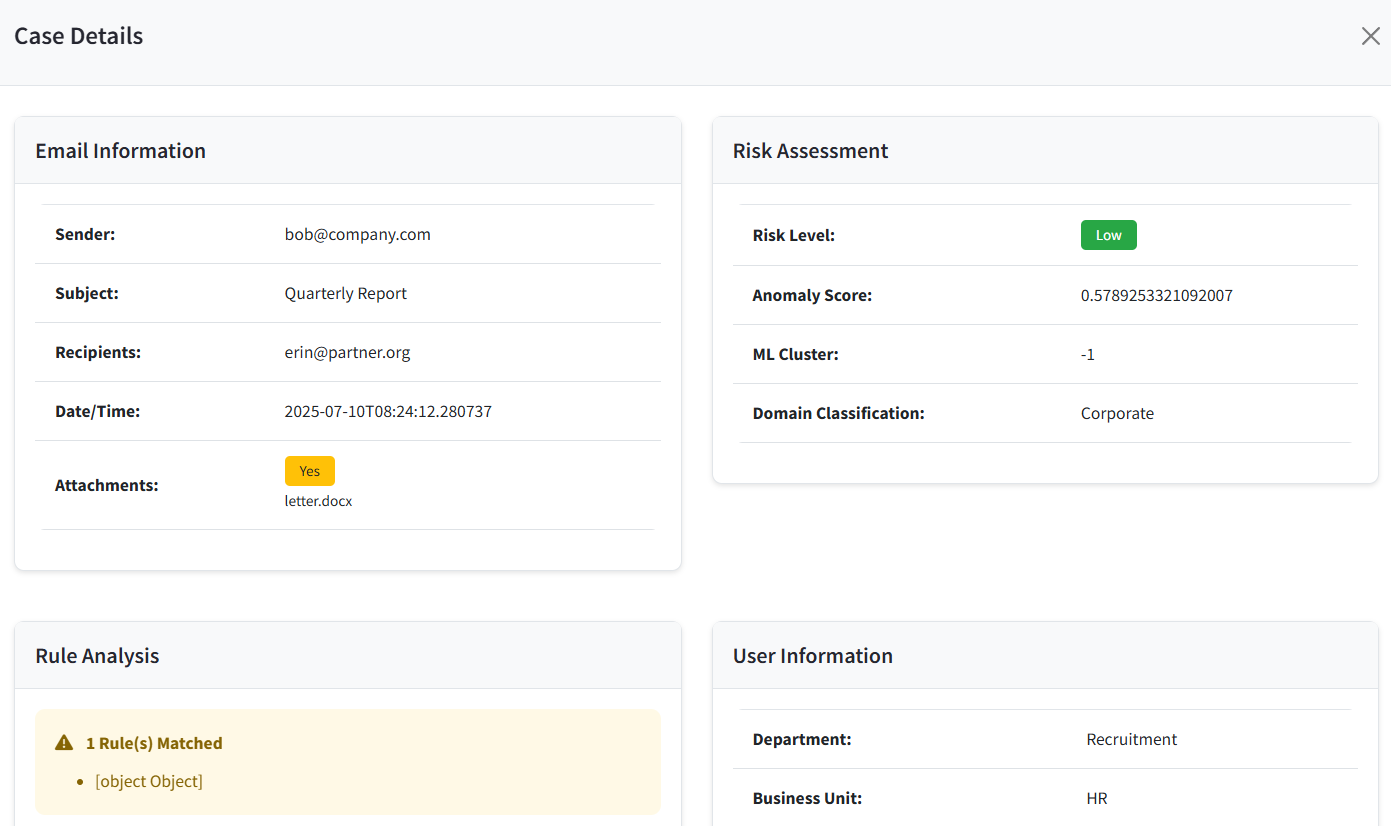 Case Details
Email Information
Sender: bob@company.com
Subject: Quarterly Report
Recipients: erin@partner.org
Date/Time: 2025-07-10T08:24:12.280737
Attachments: Yes
letter.docx
Risk Assessment
Risk Level: Low
Anomaly Score: 0.5789253321092007
ML Cluster: -1
Domain Classification: Corporate
Rule Analysis
1 Rule(s) Matched
[object Object]
User Information
Department: Recruitment
Business Unit: HR